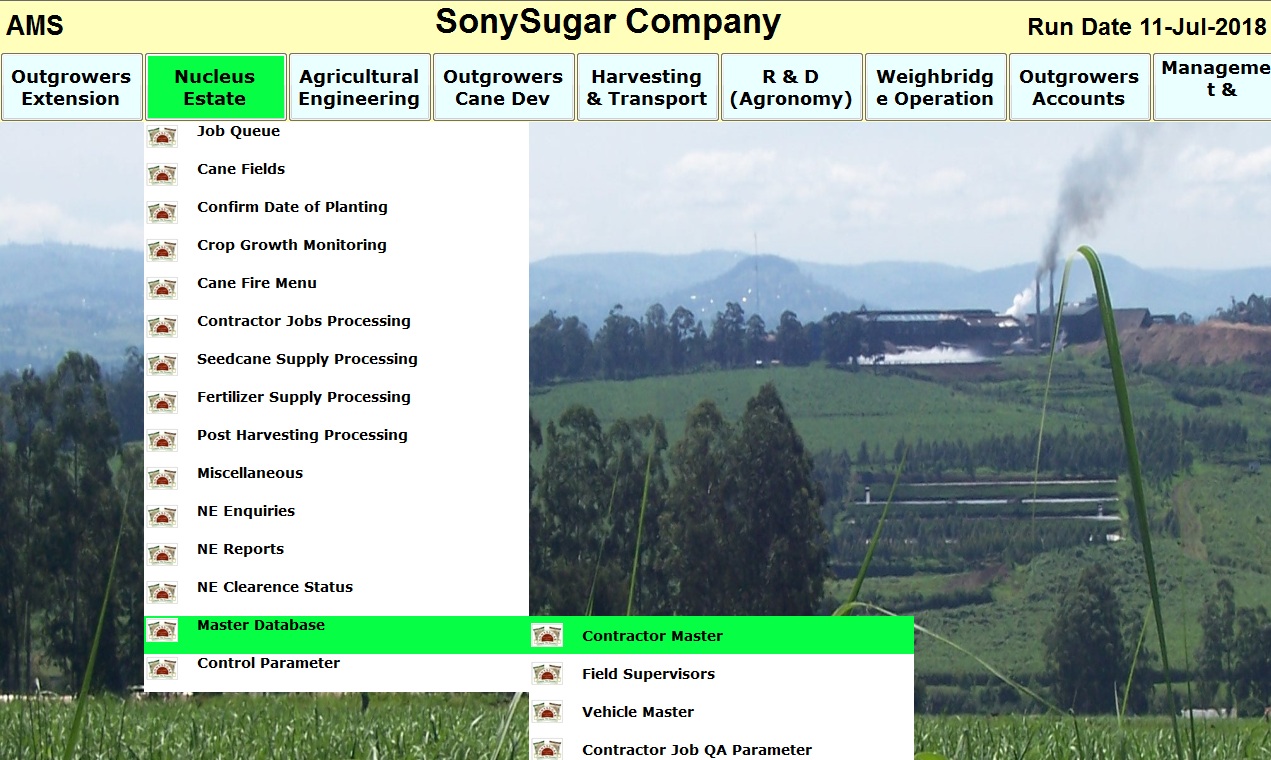 AMS
SonySugar Company
Run Date 11-Jul-2018
Outgrowers
Extension
Nucleus
Estate
Agricultural
Engineering
Outgrowers
Cane Dev
Harvesting
& Transport
R & D
(Agronomy)
Weighbridg
e Operation
Outgrowers
Accounts
Manageme
t &
Job Queue
Cane Fields
Confirm Date of Planting
Crop Growth Monitoring
Cane Fire Menu
Contractor Jobs Processing
Seedcane Supply Processing
Fertilizer Supply Processing
Post Harvesting Processing
Miscellaneous
NE Enquiries
NE Reports
NE Clearence Status
Master Database
Control Parameter
Contractor Master
Field Supervisors
Vehicle Master
Contractor Job QA Parameter